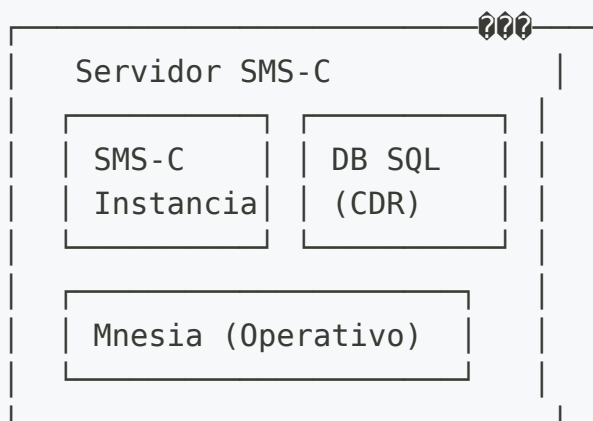 Servidor SMS-C
SMS-C DB SQL
Instancia (CDR)
Mnesia (Operativo)